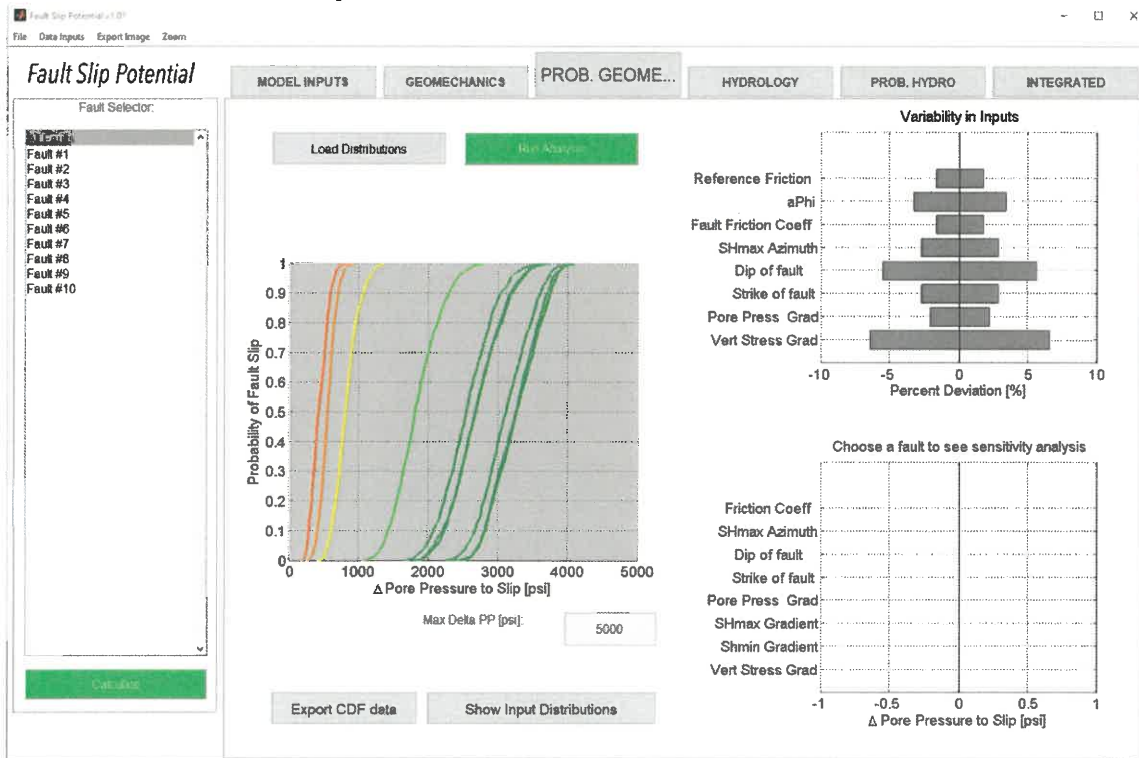 Fault Slip Potential v1.07
File Data Inputs Export Image Zoom
Fault Slip Potential
MODEL INPUTS
GEOMECHANICS
PROB. GEOME...
HYDROLOGY
PROB. HYDRO
INTEGRATED
Fault Selector:
Fault #1
Fault #2
Fault #3
Fault #4
Fault #5
Fault #6
Fault #7
Fault #8
Fault #9
Fault #10
Calculate
Load Distributions
Run Analysis
Probability of Fault Slip
1
0.9
0.8
0.7
0.6
0.5
0.4
0.3
0.2
0.1
0
0 1000 2000 3000 4000 5000
Δ Pore Pressure to Slip [psi]
Max Delta PP [psi]:
5000
Export CDF data
Show Input Distributions
Variability in Inputs
Reference Friction
aPhi
Fault Friction Coeff
SHmax Azimuth
Dip of fault
Strike of fault
Pore Press Grad
Vert Stress Grad
-10 -5 0 5 10
Percent Deviation [%]
Choose a fault to see sensitivity analysis
Friction Coeff
SHmax Azimuth
Dip of fault
Strike of fault
Pore Press Grad
SHmax Gradient
Shmin Gradient
Vert Stress Grad
-1 -0.5 0 0.5 1
Δ Pore Pressure to Slip [psi]